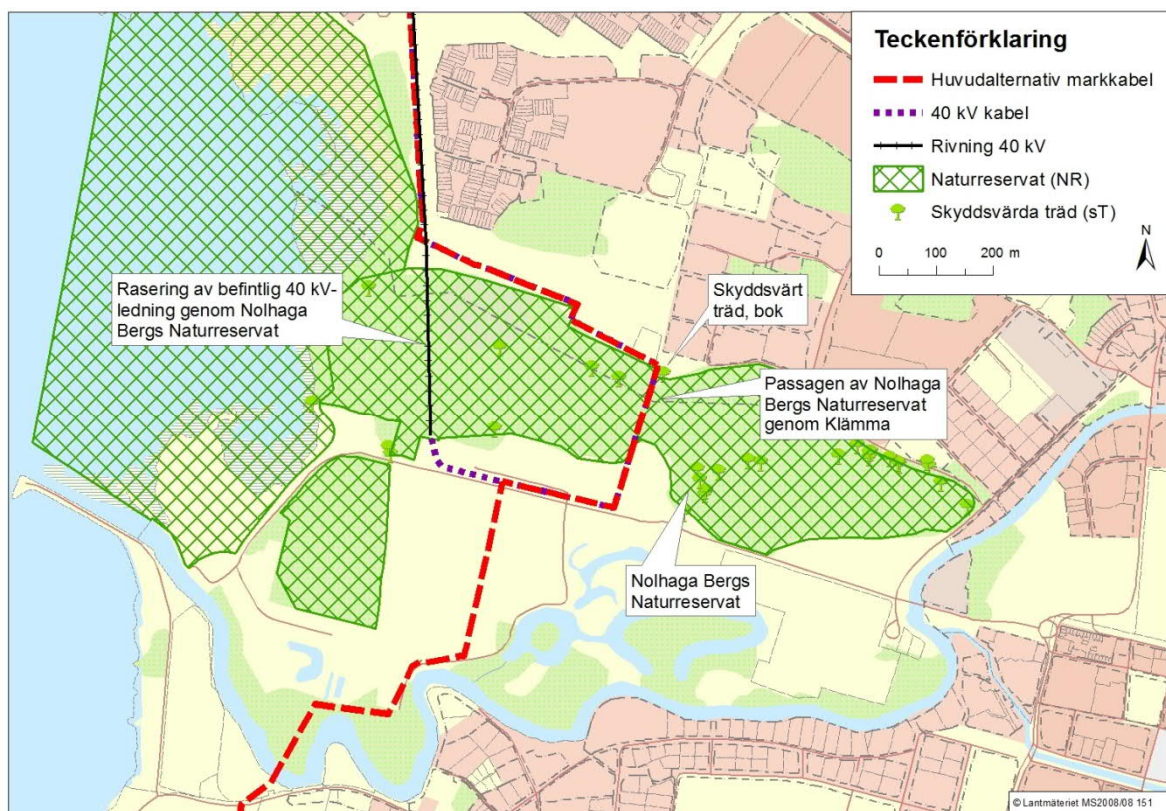 Teckenförklaring
Huvudalternativ markkabel
40 kV kabel
Rivning 40 kV
Naturreservat (NR)
Skyddsvärda träd (sT)
N
0 200 m
Rasering av befintlig 40 kV-
ledning genom Nolhaga
Bergs Naturreservat
Skyddsvärt
träd, bok
Passagen av Nolhaga
Bergs Naturreservat
genom Klämma
Nolhaga Bergs
Naturreservat
© Lantmäteriet MS2008/08 151